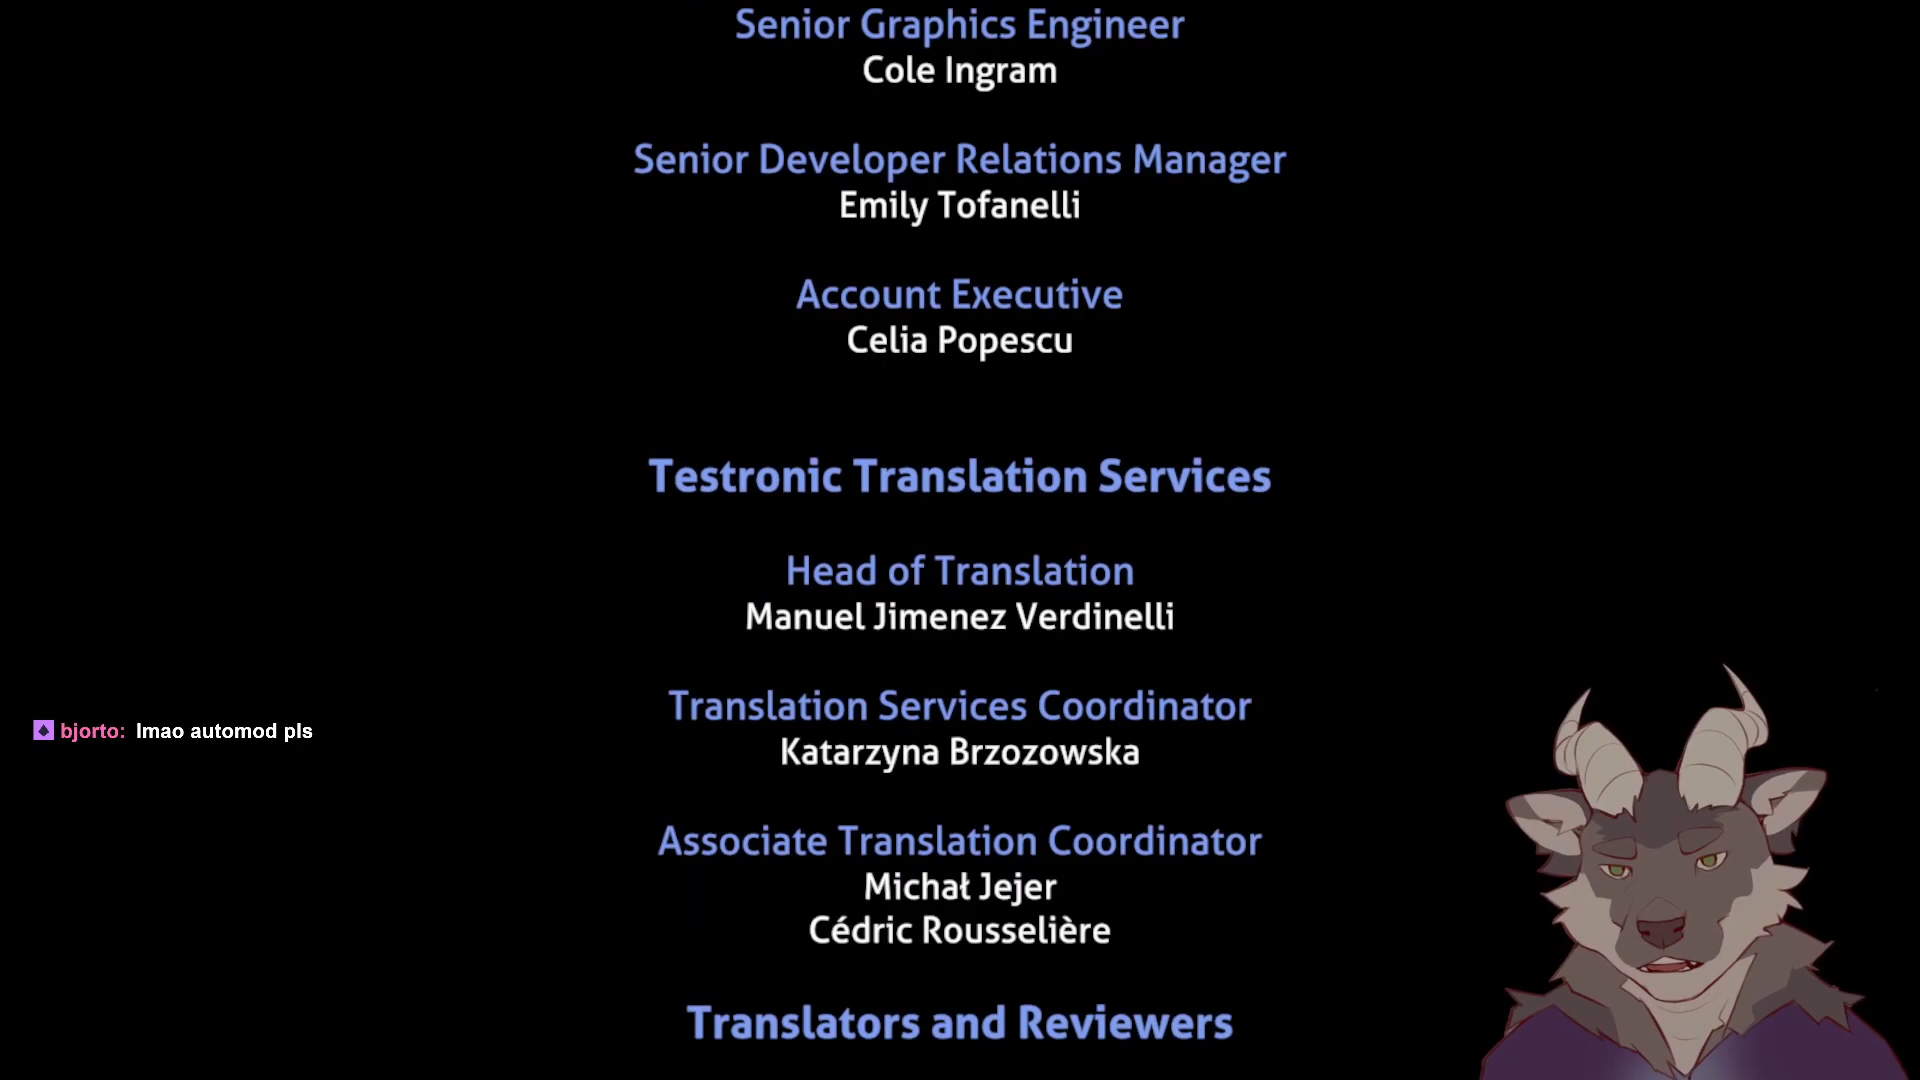 Senior Graphics Engineer
Cole Ingram
Senior Developer Relations Manager
Emily Tofanelli
Account Executive
Celia Popescu
Testronic Translation Services
Head of Translation
Manuel Jimenez Verdinelli
Translation Services Coordinator
Katarzyna Brzozowska
bjorto: lmao automod pls
Associate Translation Coordinator
Michał Jejer
Cédric Rousselière
Translators and Reviewers